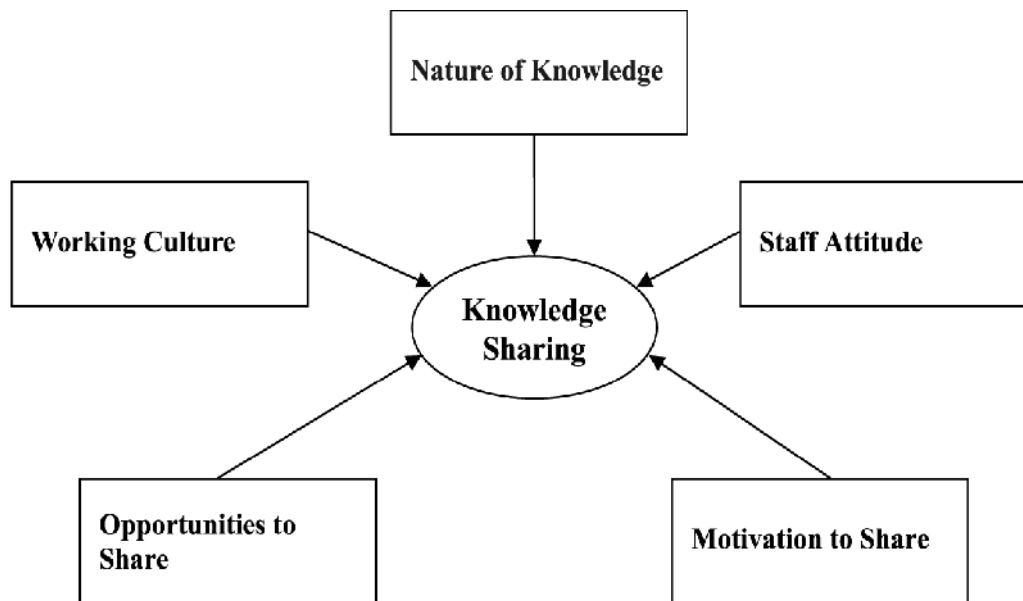 Nature of Knowledge
Working Culture
Staff Attitude
Knowledge
Sharing
Opportunities to
Share
Motivation to Share